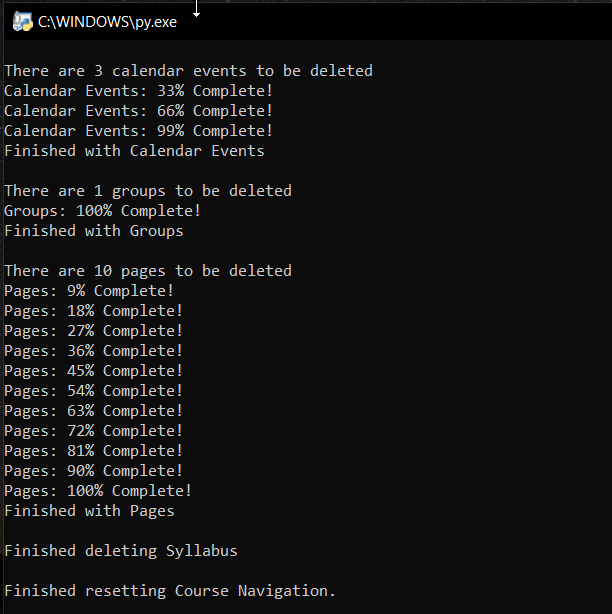 C:\WINDOWS\py.exe
There are 3 calendar events to be deleted
Calendar Events: 33% Complete!
Calendar Events: 66% Complete!
Calendar Events: 99% Complete!
Finished with Calendar Events
There are 1 groups to be deleted
Groups: 100% Complete!
Finished with Groups
There are 10 pages to be deleted
Pages: 9% Complete!
Pages: 18% Complete!
Pages: 27% Complete!
Pages: 36% Complete!
Pages: 45% Complete!
Pages: 54% Complete!
Pages: 63% Complete!
Pages: 72% Complete!
Pages: 81% Complete!
Pages: 90% Complete!
Pages: 100% Complete!
Finished with Pages
Finished deleting Syllabus
Finished resetting Course Navigation.